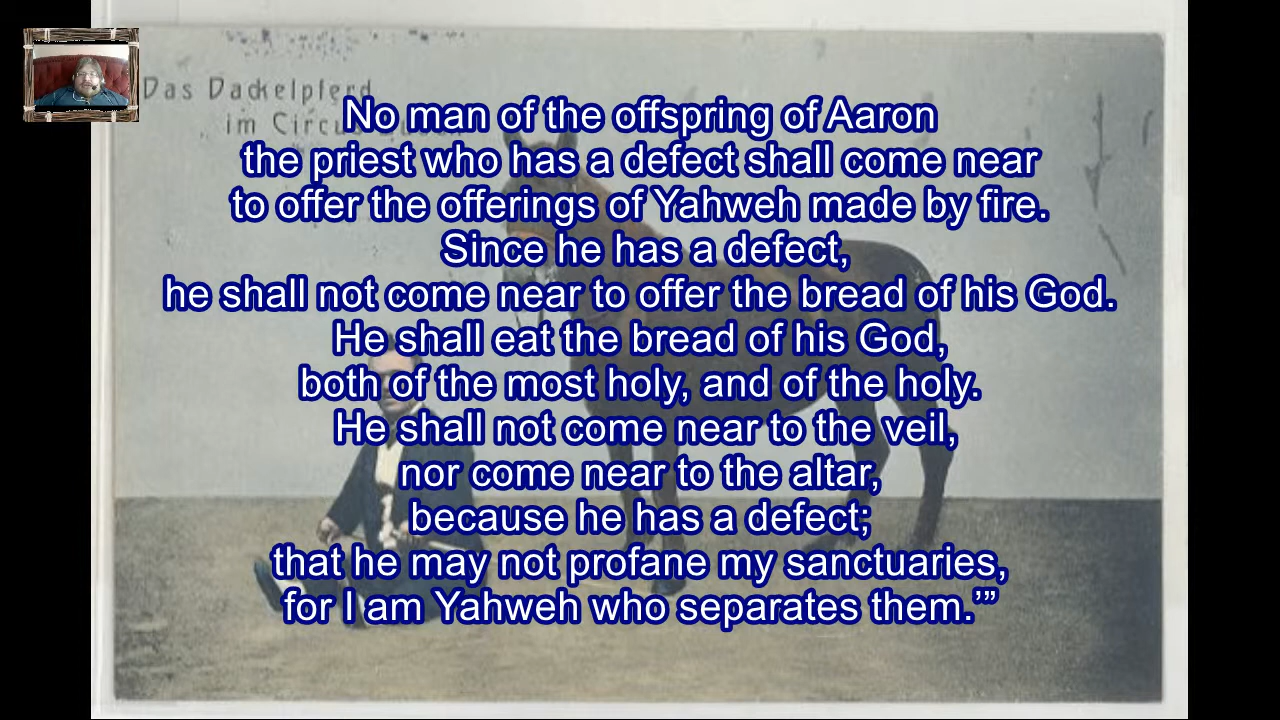 Das Dackelpferd
im Circus
No man of the offspring of Aaron
the priest who has a defect shall come near
to offer the offerings of Yahweh made by fire.
Since he has a defect,
he shall not come near to offer the bread of his God.
He shall eat the bread of his God,
both of the most holy, and of the holy.
He shall not come near to the veil,
nor come near to the altar,
because he has a defect;
that he may not profane my sanctuaries,
for I am Yahweh who separates them.’”